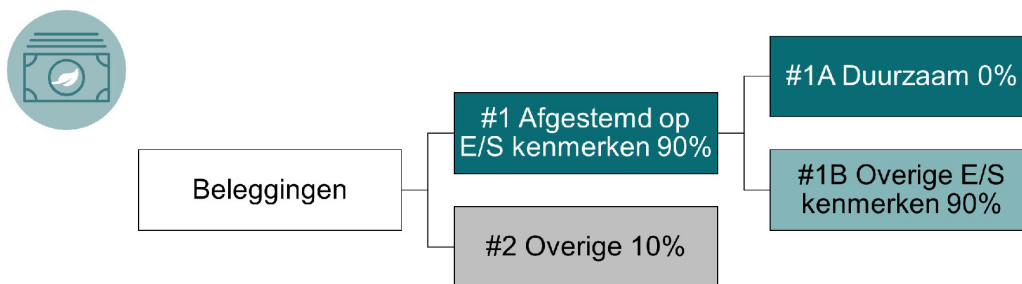 #1A Duurzaam 0%
#1 Afgestemd op
E/S kenmerken 90%
Beleggingen
#1B Overige E/S
kenmerken 90%
#2 Overige 10%